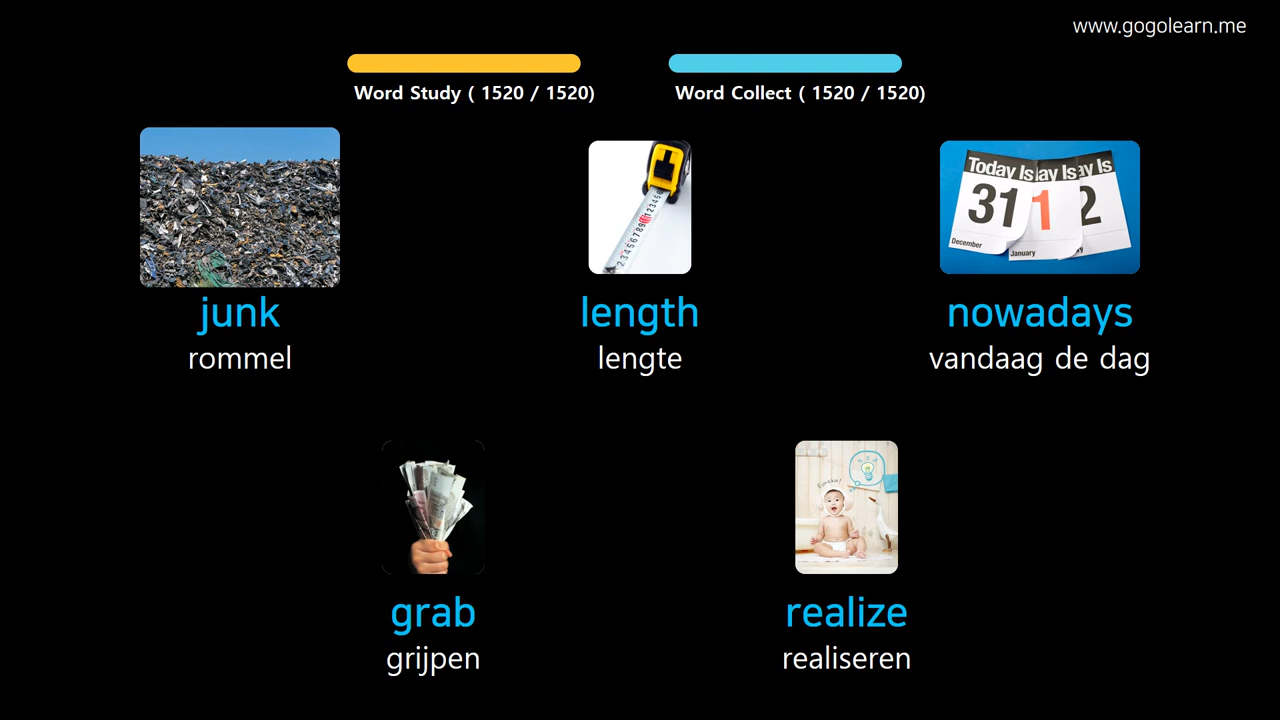 www.gogolearn.me
Word Study ( 1520 / 1520)
Word Collect ( 1520 / 1520)
Today Is
31
December
1
January
2
junk
rommel
length
lengte
nowadays
vandaag de dag
Eureka!
grab
grijpen
realize
realiseren